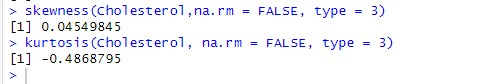 > skewness(Cholesterol,na.rm = FALSE, type = 3)
[1] 0.04549845
> kurtosis(Cholesterol, na.rm = FALSE, type = 3)
[1] -0.4868795
>